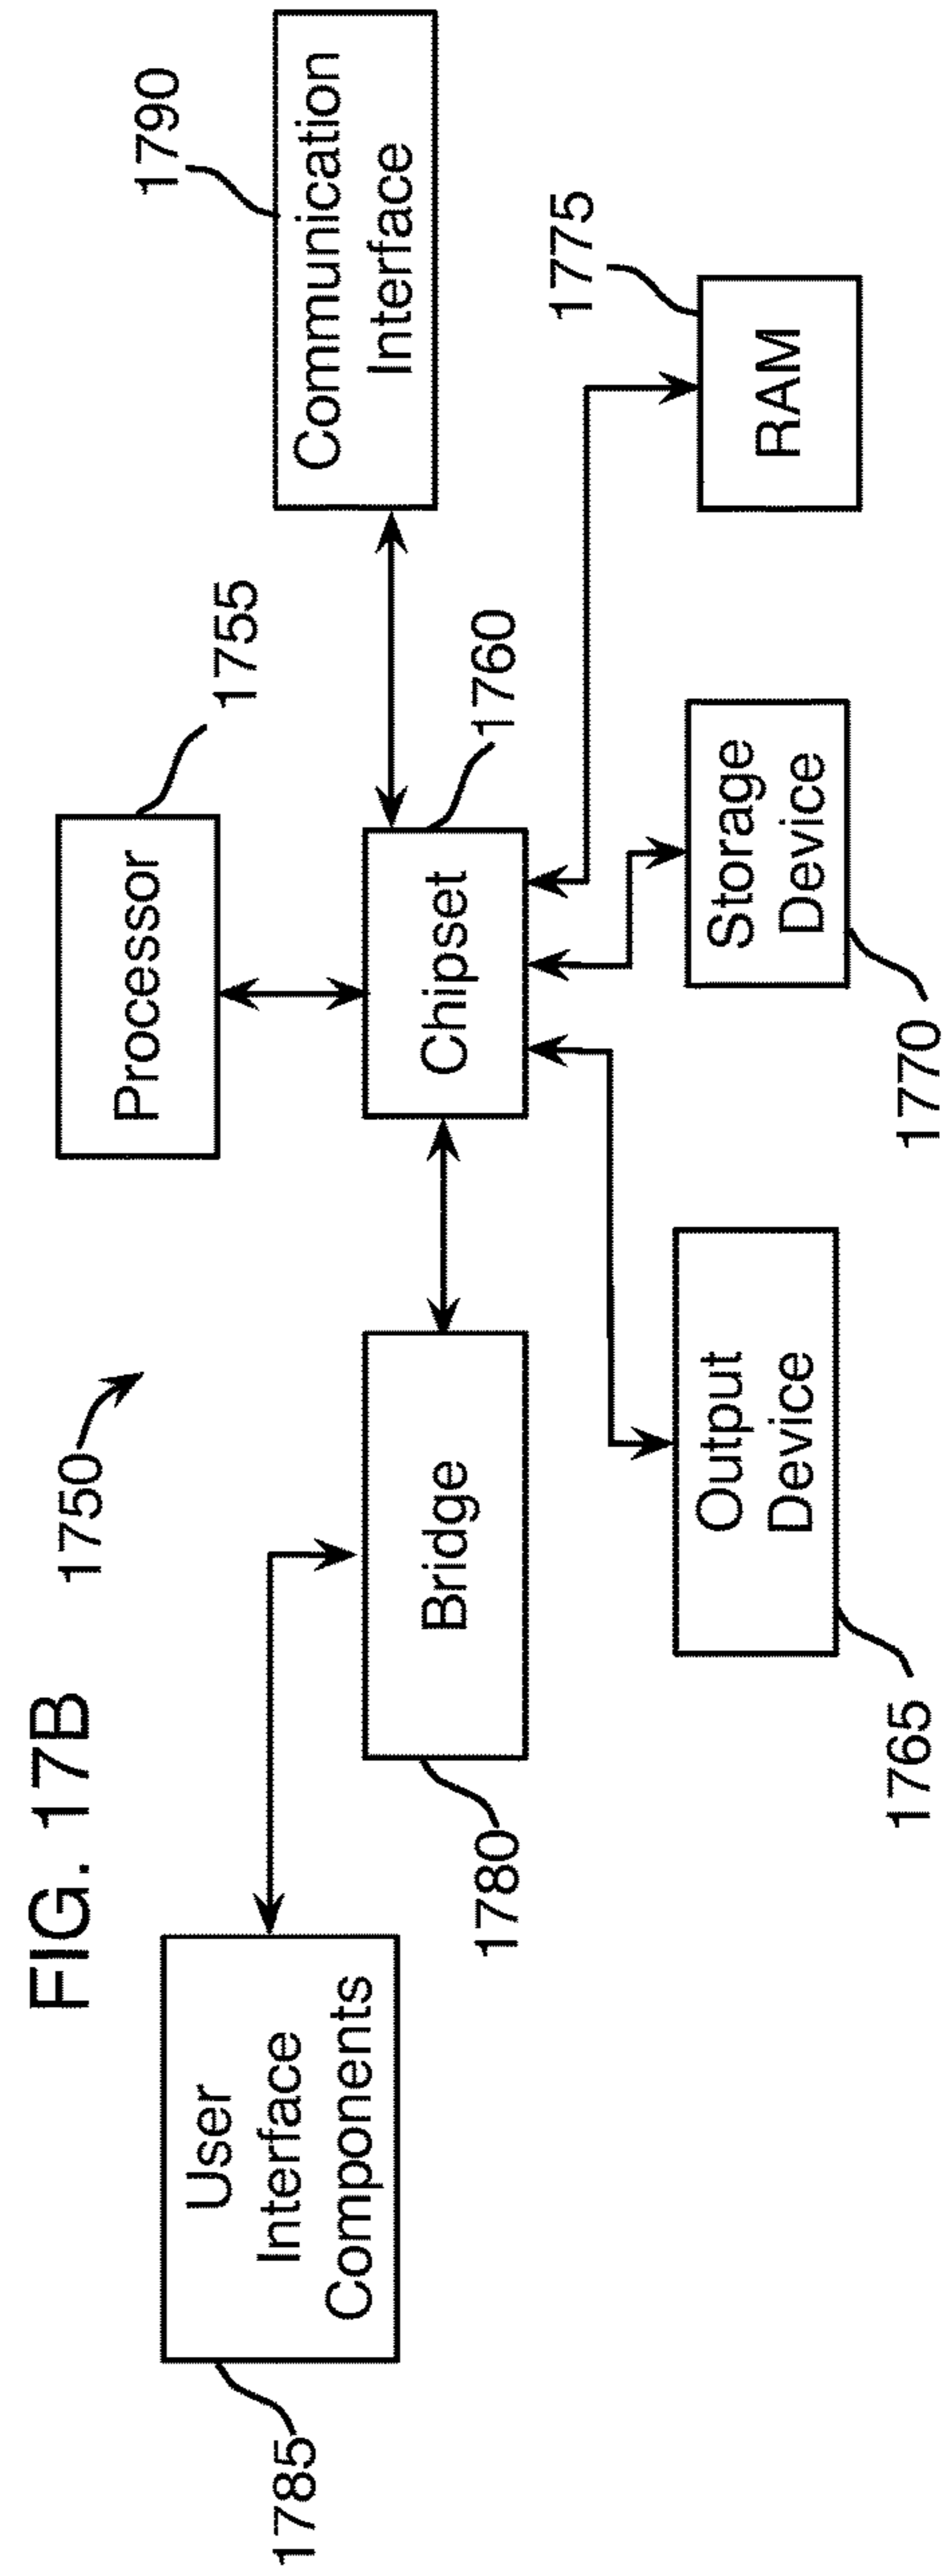 FIG. 17B
1750
Processor
1755
1785
User
Interface
Components
1790
Communication
Interface
1780
Bridge
Chipset
1760
1765
Output
Device
1770
Storage
Device
1775
RAM